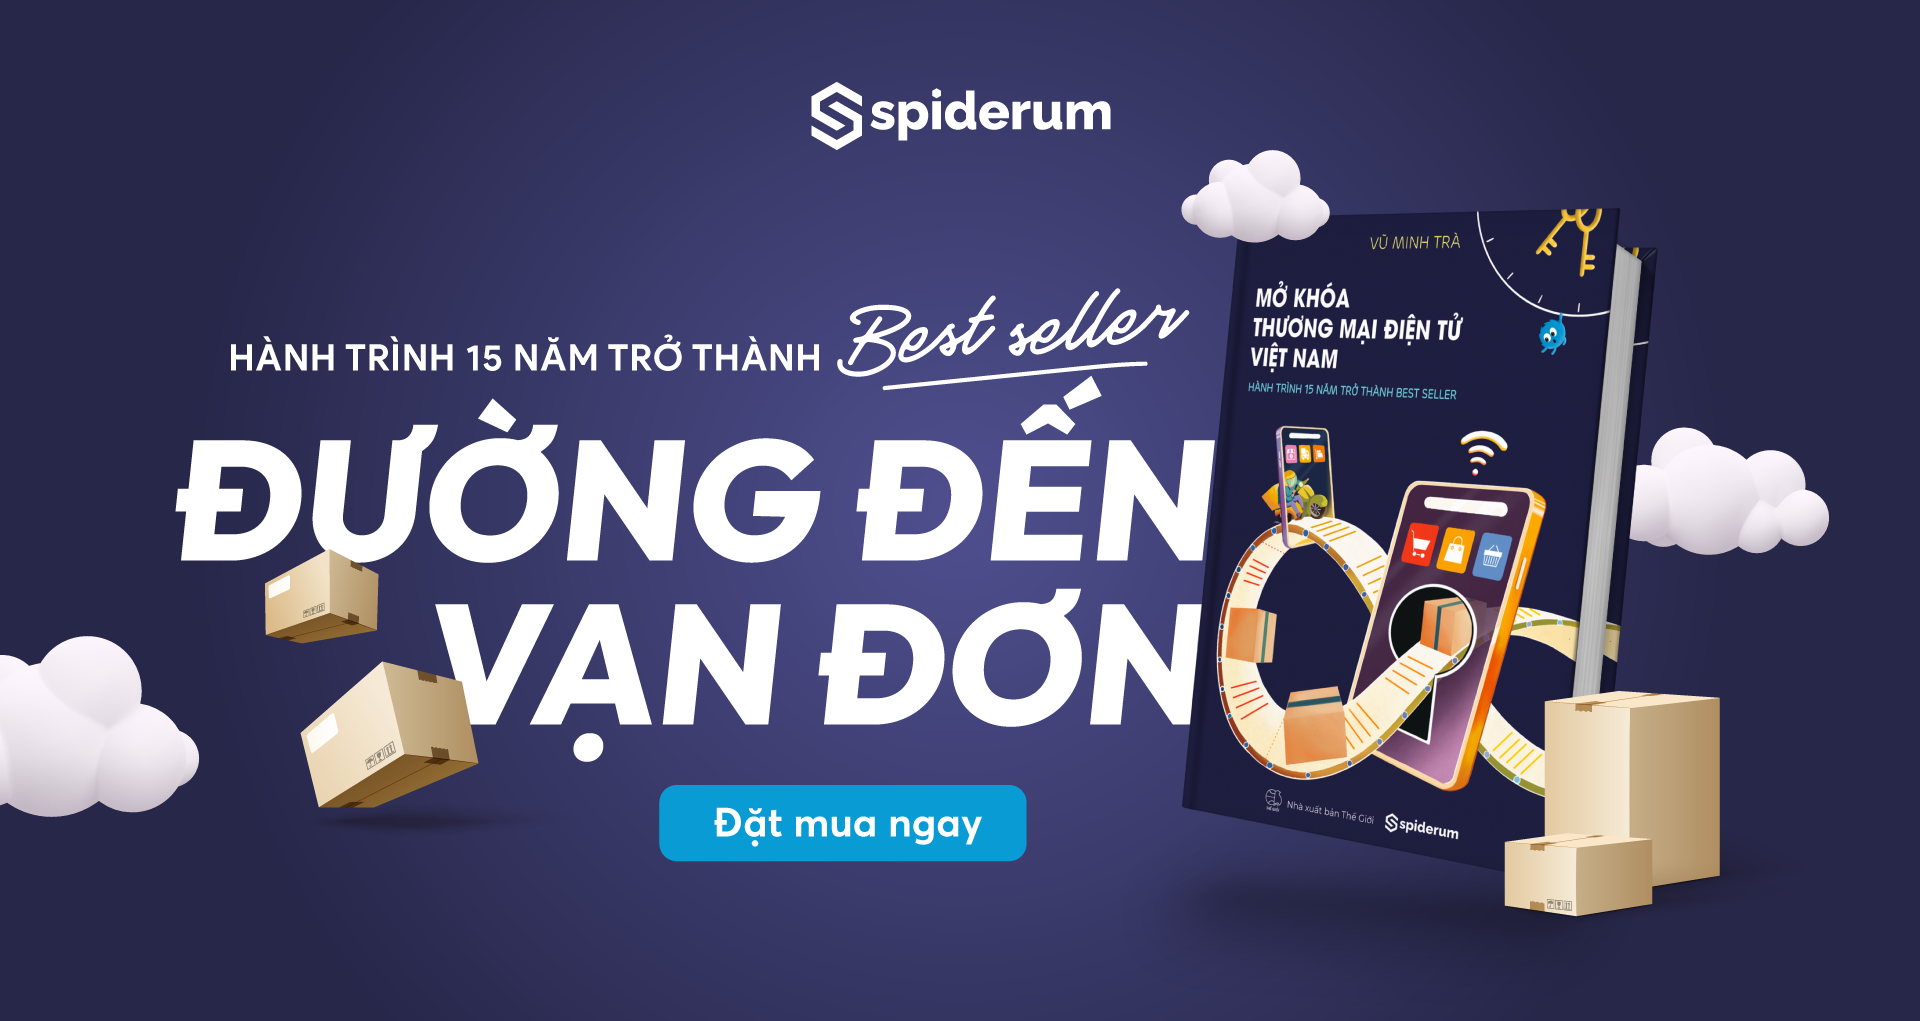 spiderum
HÀNH TRÌNH 15 NĂM TRỞ THÀNH Best seller
ĐƯỜNG ĐẾN
VẠN ĐƠN
Đặt mua ngay
VŨ MINH TRÀ
MỞ KHÓA
THƯƠNG MẠI ĐIỆN TỬ
VIỆT NAM
HÀNH TRÌNH 15 NĂM TRỞ THÀNH BEST SELLER
Nhà xuất bản Thế Giới
spiderum